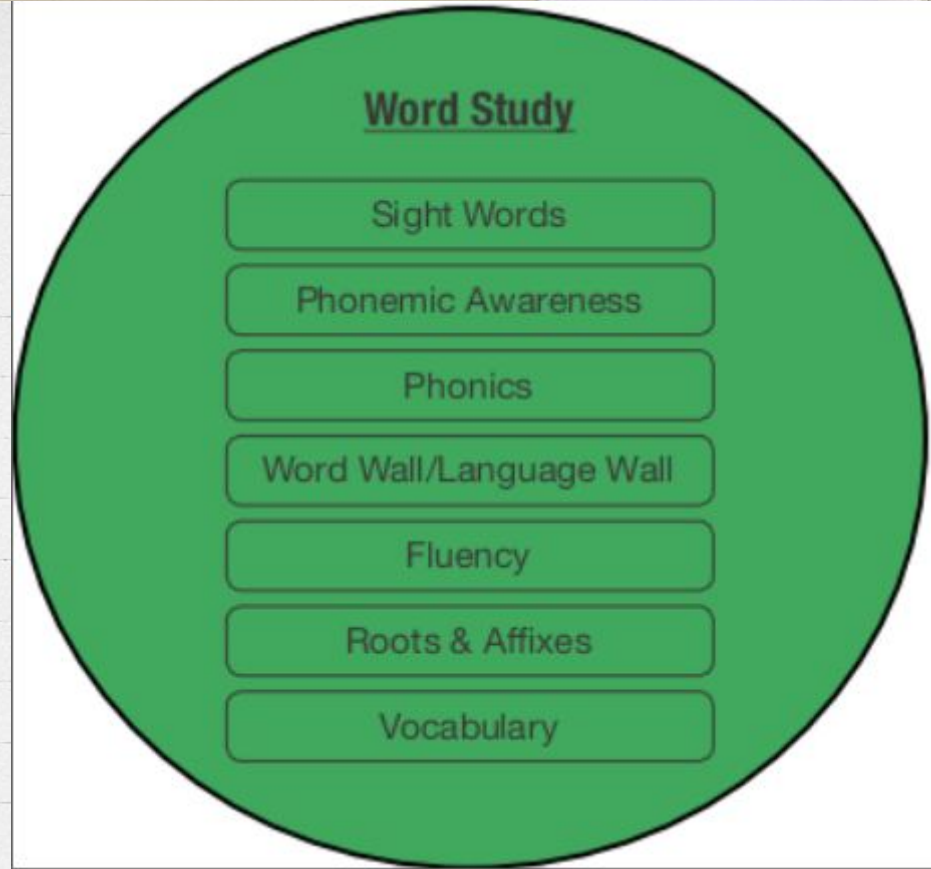 Word Study
Sight Words
Phonemic Awareness
Phonics
Word Wall/Language Wall
Fluency
Roots & Affixes
Vocabulary